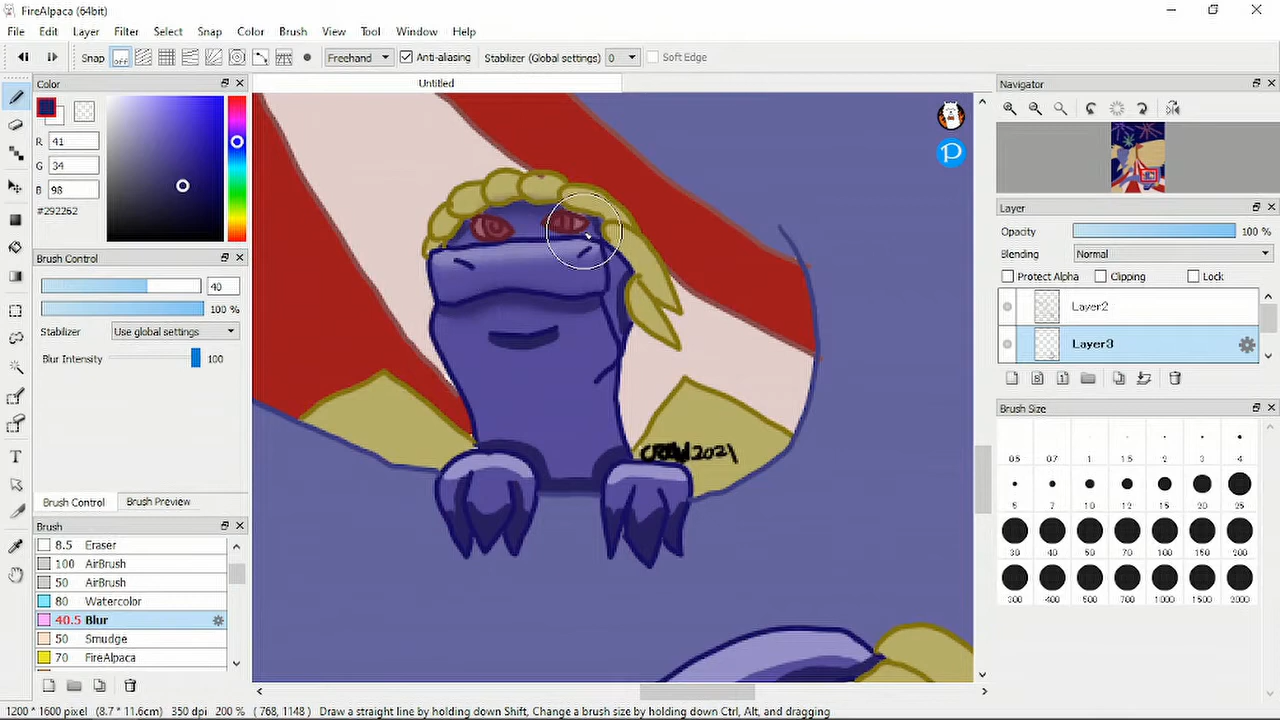 FireAlpaca (64bit)
File Edit Layer Filter Select Snap Color Brush View Tool Window Help
Snap off Freehand Anti-aliasing Stabilizer (Global settings) 0 Soft Edge
Color
Untitled
Navigator
R 41
G 34
B 98
#292262
Layer
Opacity 100 %
Blending Normal
Protect Alpha Clipping Lock
Layer2
Layer3
Brush Control
40
100 %
Stabilizer Use global settings
Blur Intensity 100
Brush Control Brush Preview
Brush
8.5 Eraser
100 AirBrush
50 AirBrush
80 Watercolor
40.5 Blur
50 Smudge
70 FireAlpaca
2021
Brush Size
0.5 0.7 1 1.5 2 3 4
5 7 10 12 15 20 25
30 40 50 70 100 150 200
300 400 500 700 1000 1500 2000
1200 * 1600 pixel (8.7 * 11.6cm) 350 dpi 200 % ( 768, 1148 ) Draw a straight line by holding down Shift, Change a brush size by holding down Ctrl, Alt, and dragging